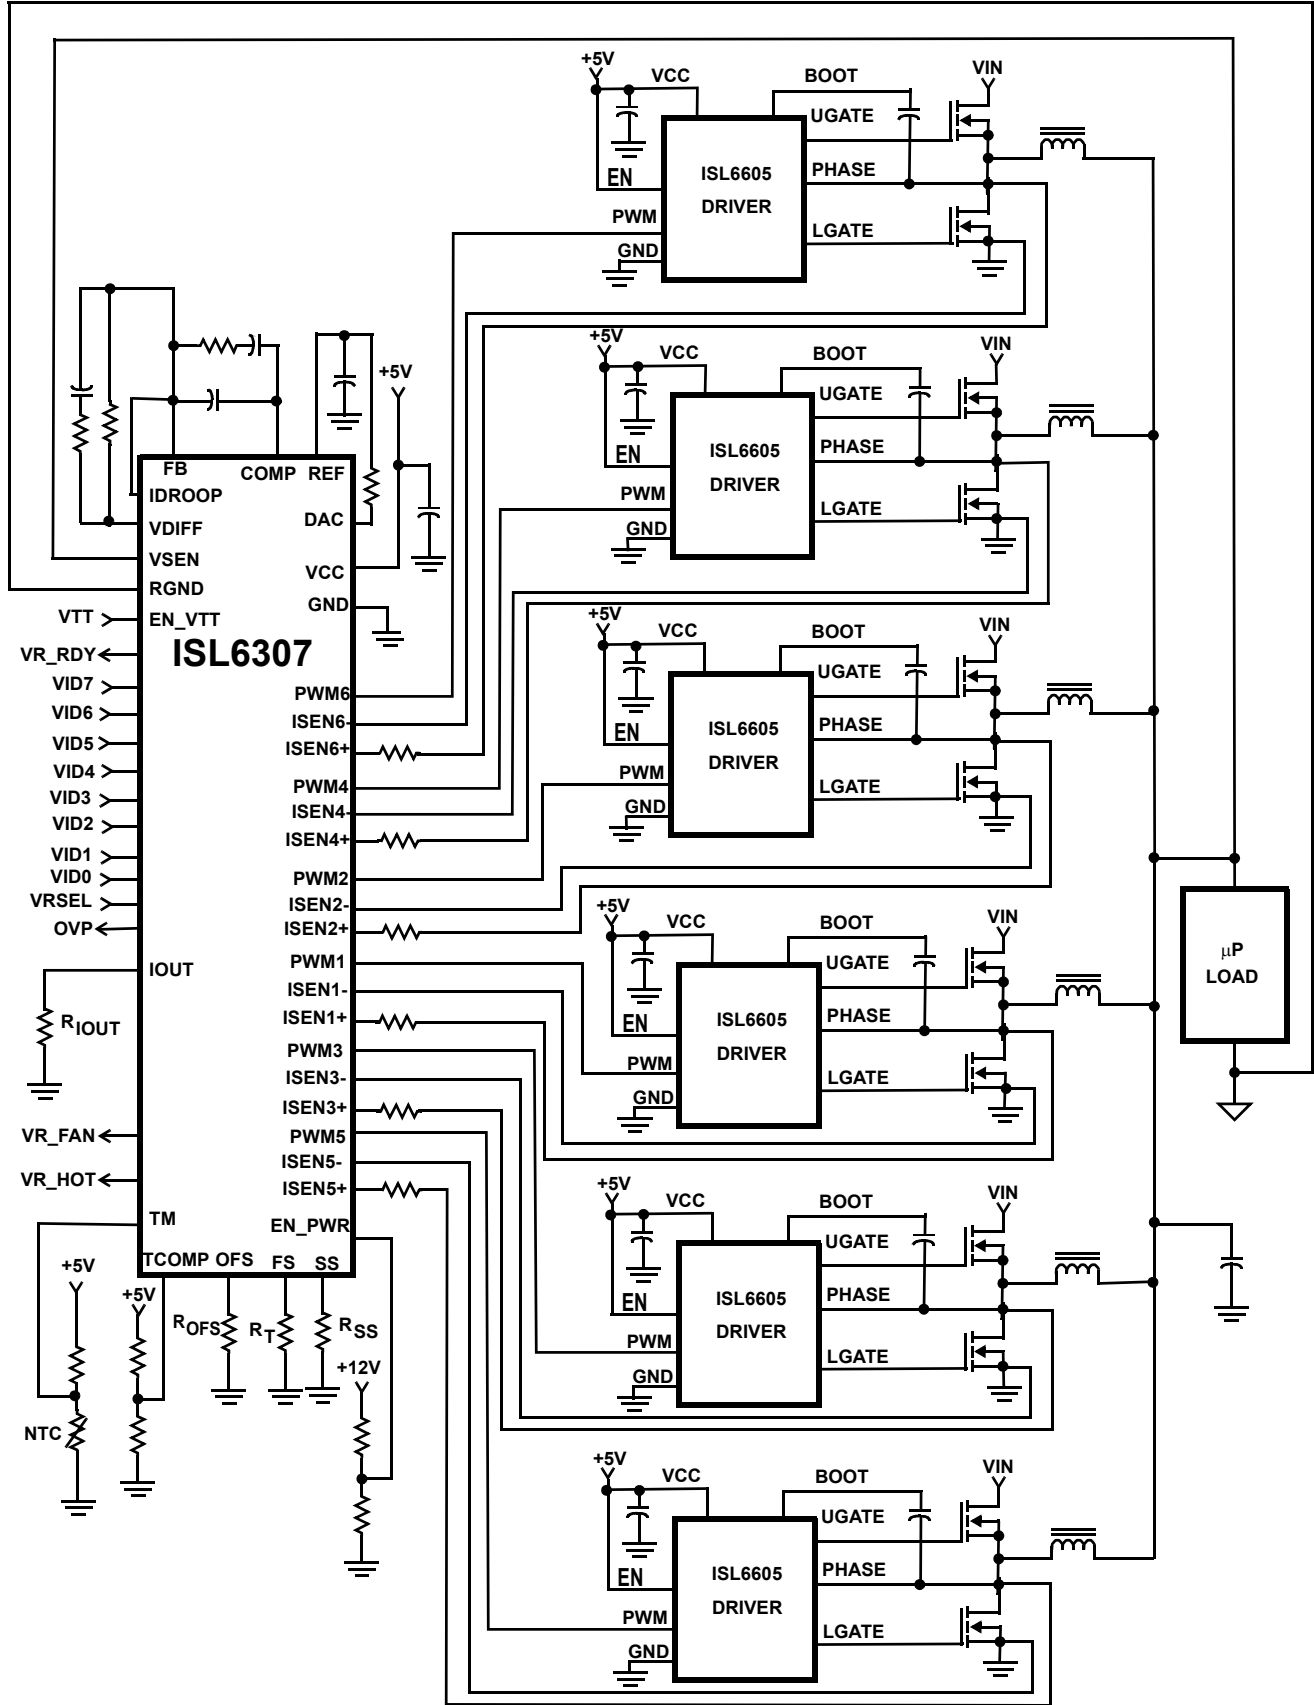 +5V
VCC
BOOT
VIN
UGATE
EN
ISL6605
DRIVER
PHASE
PWM
LGATE
GND
+5V
VCC
BOOT
VIN
UGATE
EN
ISL6605
DRIVER
PHASE
PWM
LGATE
GND
+5V
VCC
BOOT
VIN
UGATE
EN
ISL6605
DRIVER
PHASE
PWM
LGATE
GND
+5V
VCC
BOOT
VIN
UGATE
EN
ISL6605
DRIVER
PHASE
PWM
LGATE
GND
+5V
VCC
BOOT
VIN
UGATE
EN
ISL6605
DRIVER
PHASE
PWM
LGATE
GND
+5V
VCC
BOOT
VIN
UGATE
EN
ISL6605
DRIVER
PHASE
PWM
LGATE
GND
+5V
FB
COMP
REF
IDROOP
VDIFF
DAC
VSEN
VCC
RGND
GND
VTT
EN_VTT
ISL6307
VR_RDY
VID7
VID6
VID5
VID4
VID3
VID2
VID1
VID0
VRSEL
OVP
IOUT
RIOUT
VR_FAN
VR_HOT
TM
PWM6
ISEN6-
ISEN6+
PWM4
ISEN4-
ISEN4+
PWM2
ISEN2-
ISEN2+
PWM1
ISEN1-
ISEN1+
PWM3
ISEN3-
ISEN3+
PWM5
ISEN5-
ISEN5+
EN_PWR
TCOMP OFS FS SS
+5V
+5V
ROFS
RT
RSS
+12V
NTC
µP
LOAD